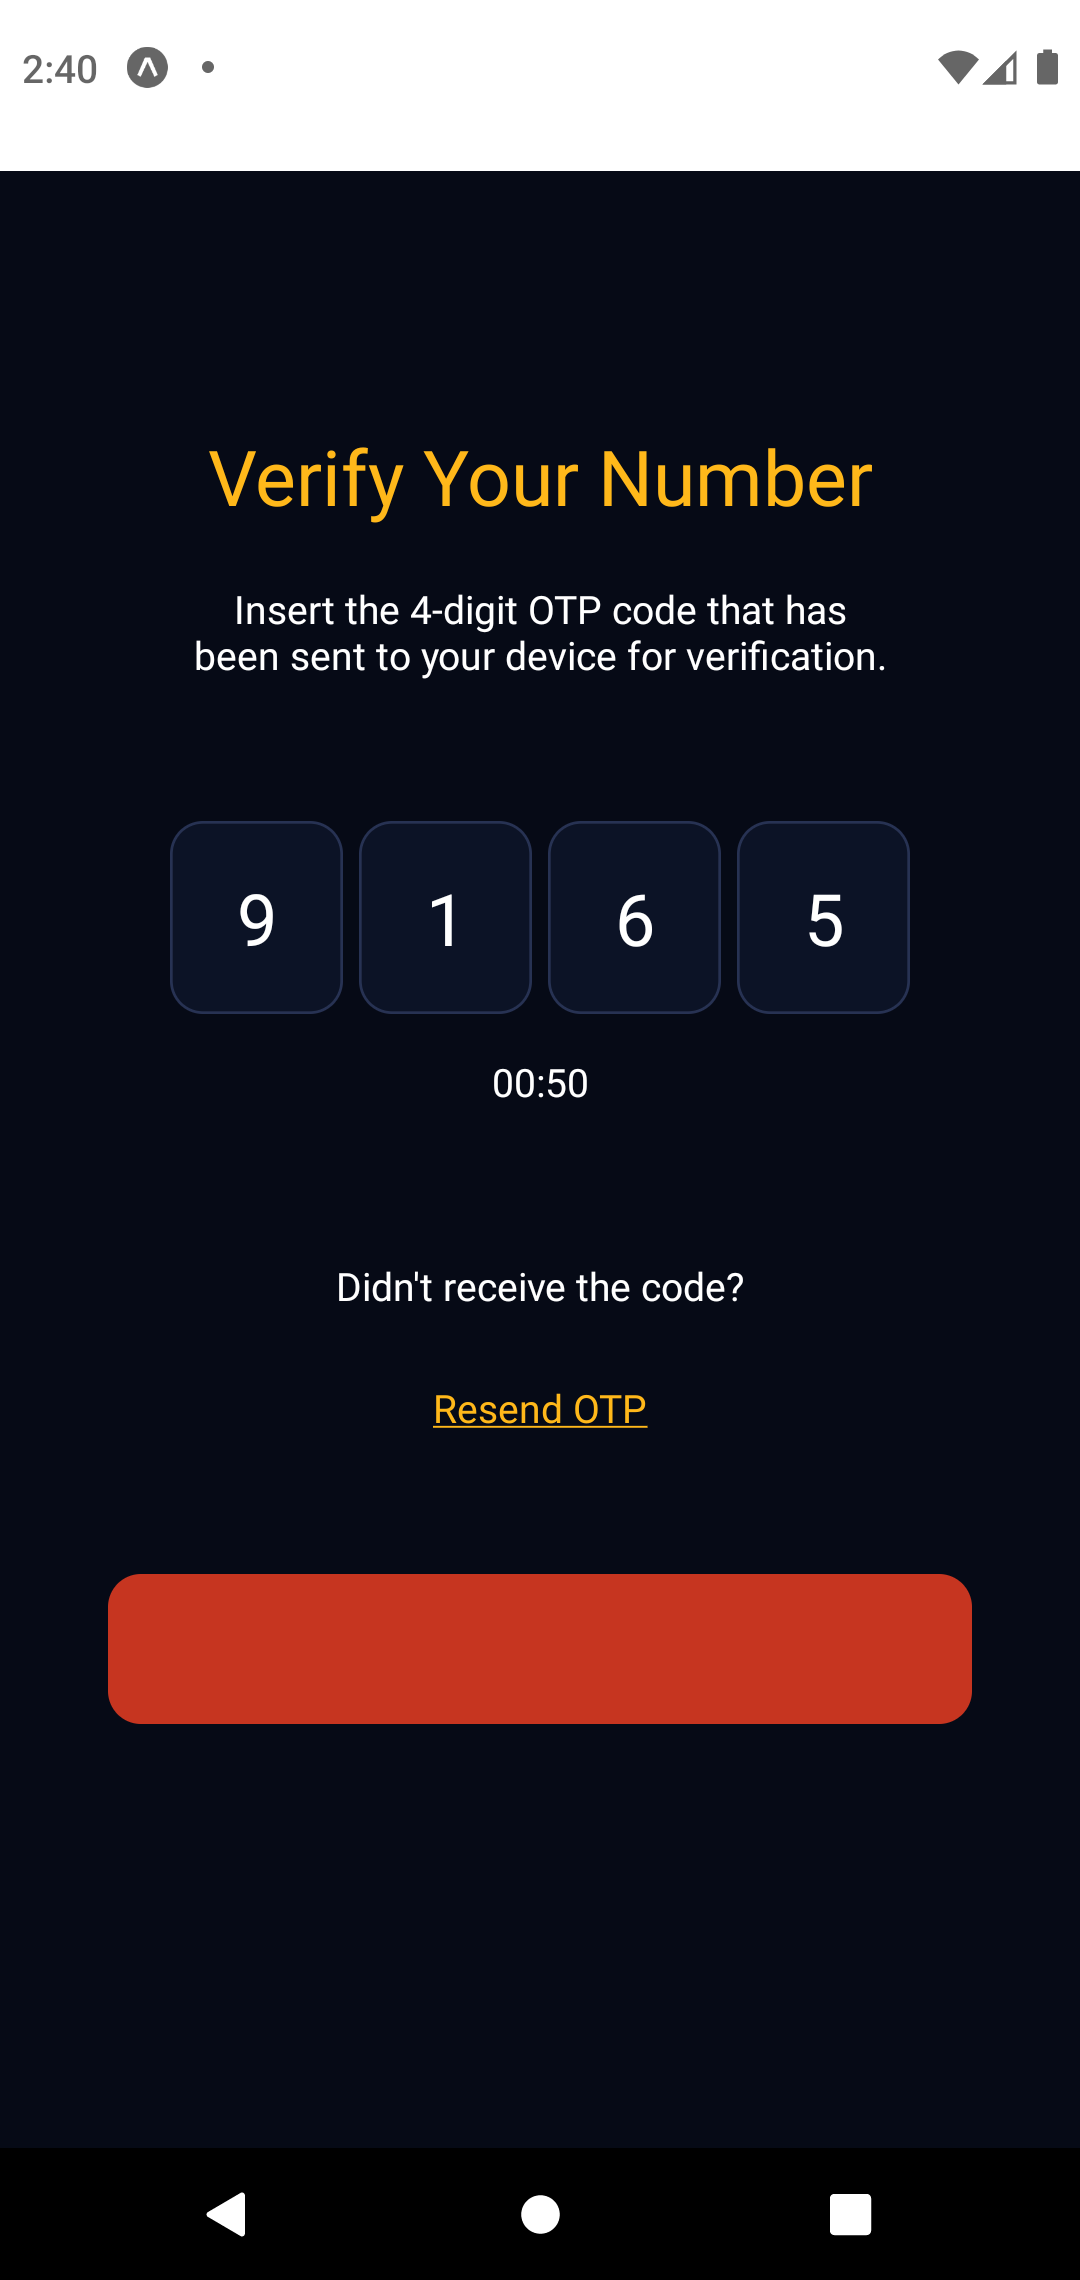 2:40
Verify Your Number
Insert the 4-digit OTP code that has
been sent to your device for verification.
9 1 6 5
00:50
Didn't receive the code?
Resend OTP